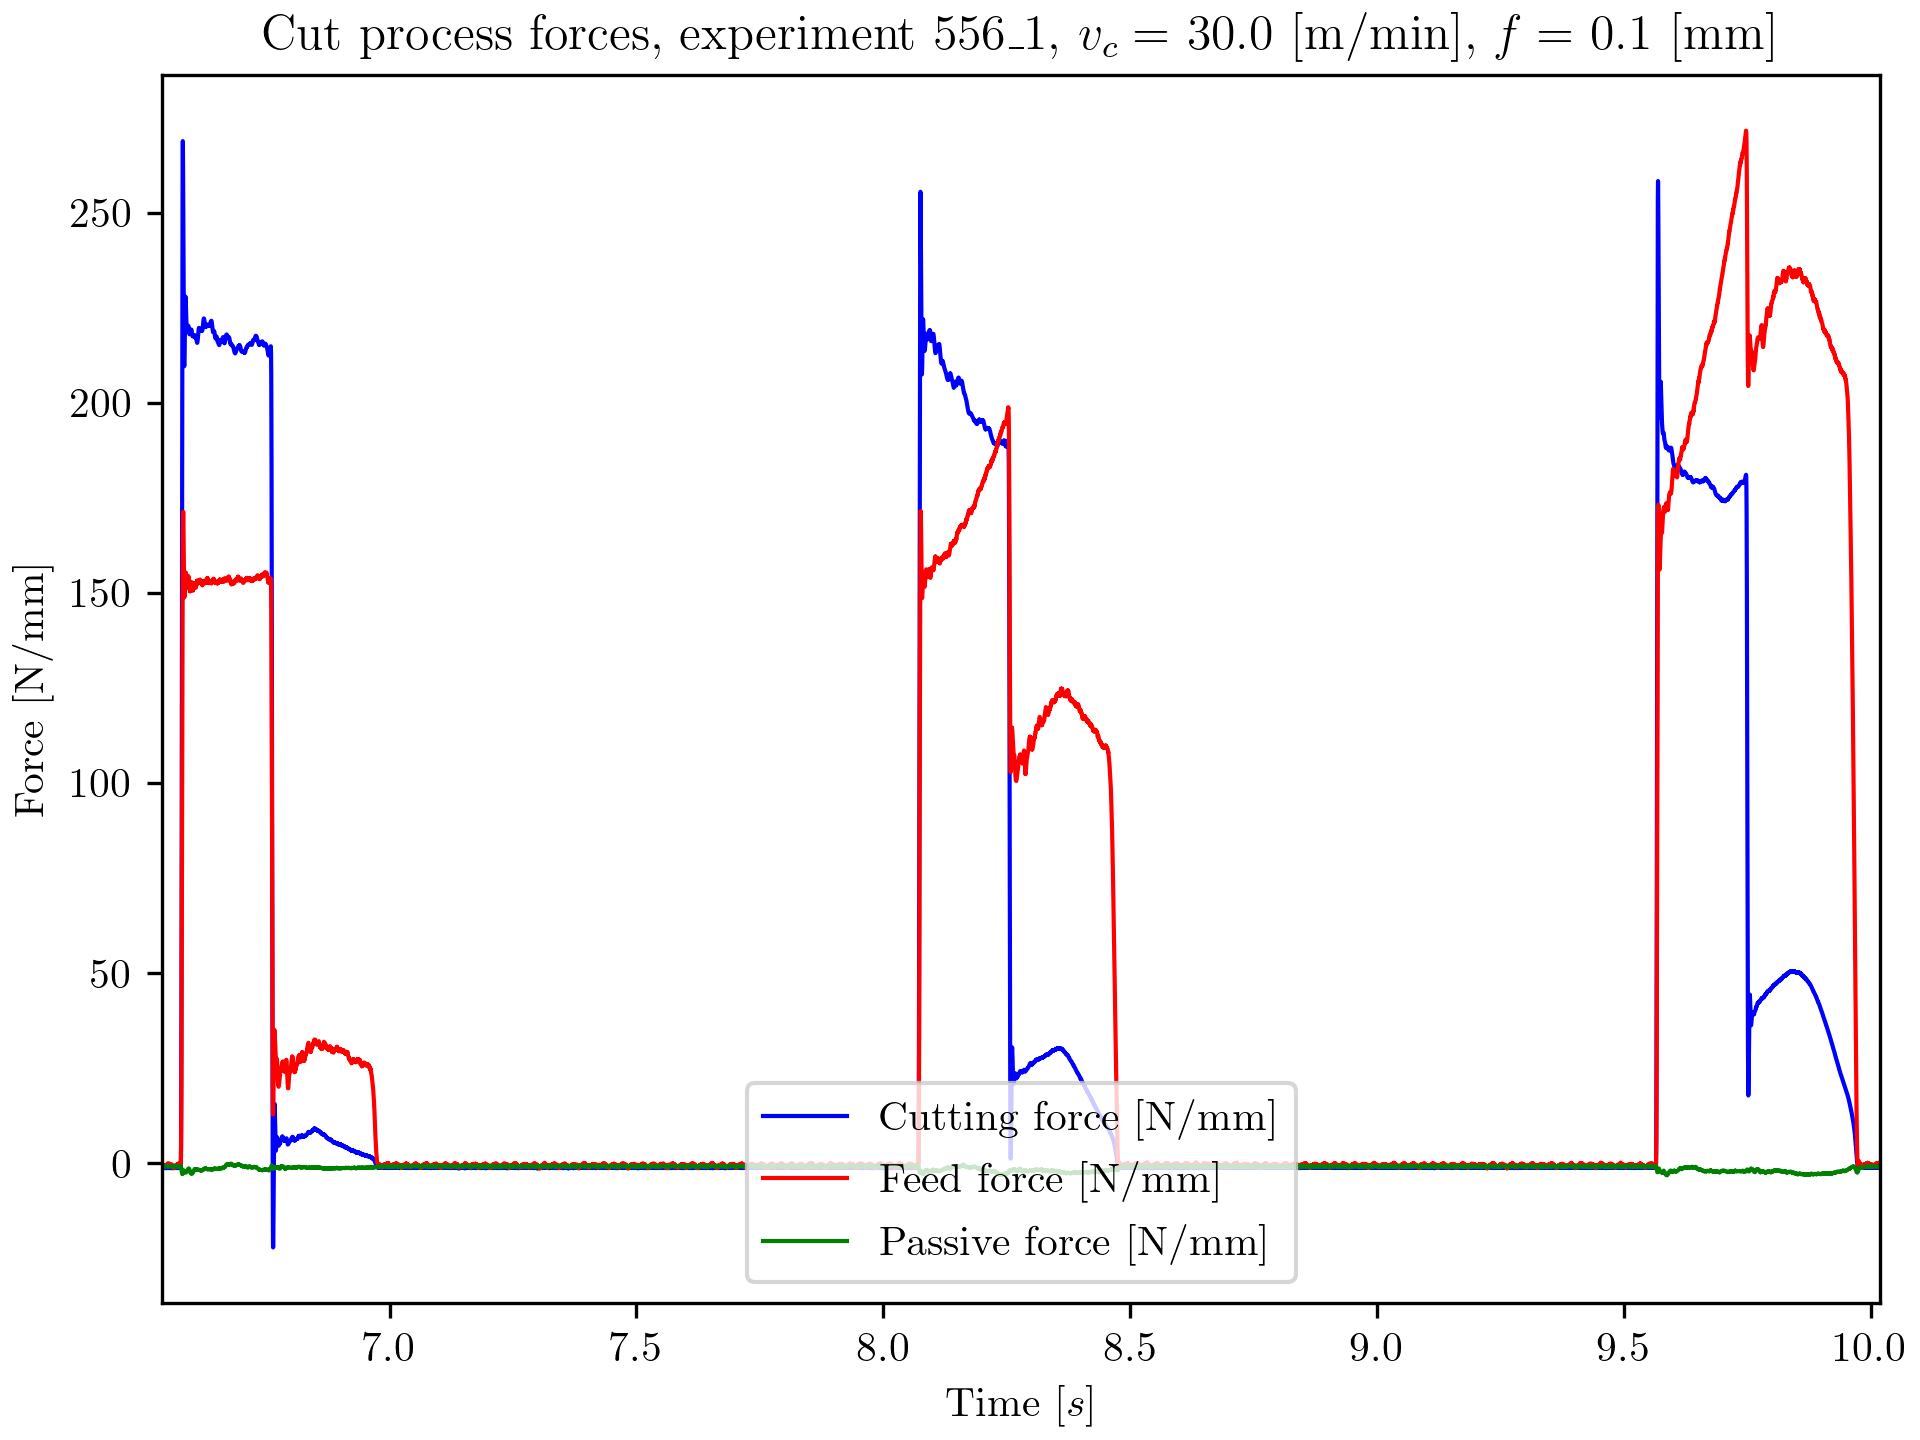 Cut process forces, experiment 556_1, v_c = 30.0 [m/min], f = 0.1 [mm]
Force [N/mm]
250
200
150
100
50
0
Cutting force [N/mm]
Feed force [N/mm]
Passive force [N/mm]
7.0 7.5 8.0 8.5 9.0 9.5 10.0
Time [s]